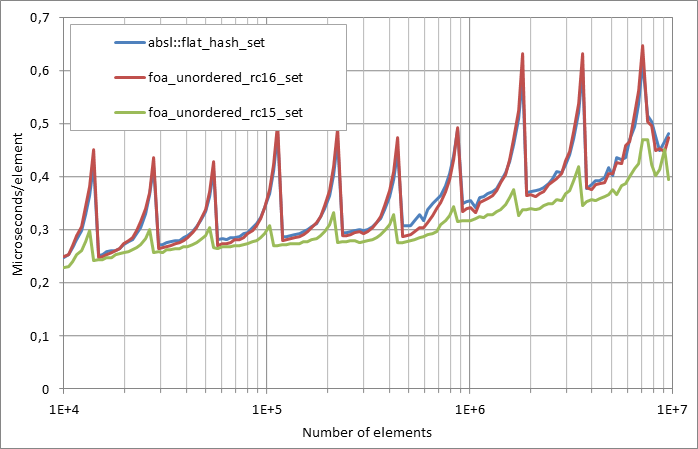 0,7
0,6
0,5
0,4
0,3
0,2
0,1
0
Microseconds/element
absl::flat_hash_set
foa_unordered_rc16_set
foa_unordered_rc15_set
1E+4
1E+5
1E+6
1E+7
Number of elements